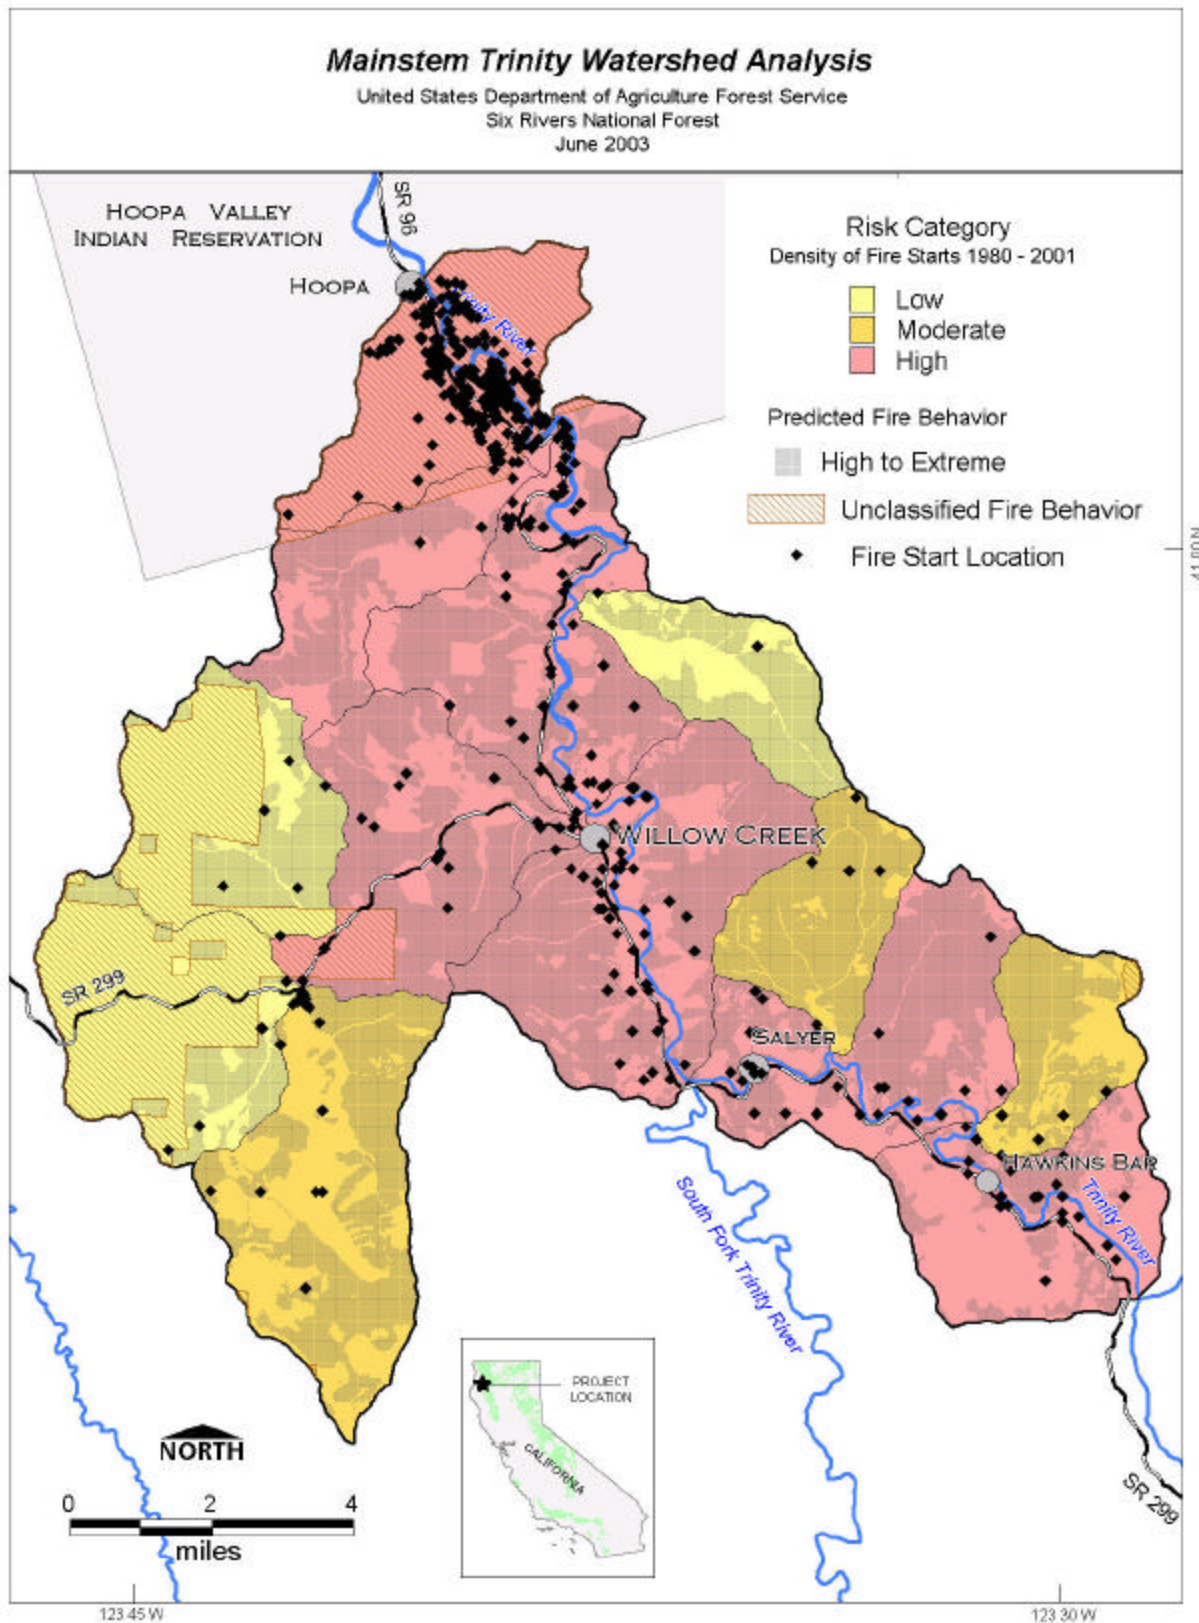 Mainstem Trinity Watershed Analysis
United States Department of Agriculture Forest Service
Six Rivers National Forest
June 2003
SR 96
HOOPA VALLEY
INDIAN RESERVATION
HOOPA
Trinity River
Risk Category
Density of Fire Starts 1980 - 2001
Low
Moderate
High
Predicted Fire Behavior
High to Extreme
Unclassified Fire Behavior
Fire Start Location
41 00 N
WILLOW CREEK
SR 299
SALYER
HAWKINS BAR
Trinity River
South Fork Trinity River
PROJECT
LOCATION
CALIFORNIA
NORTH
0 2 4
miles
SR 299
123 45 W
123 30 W